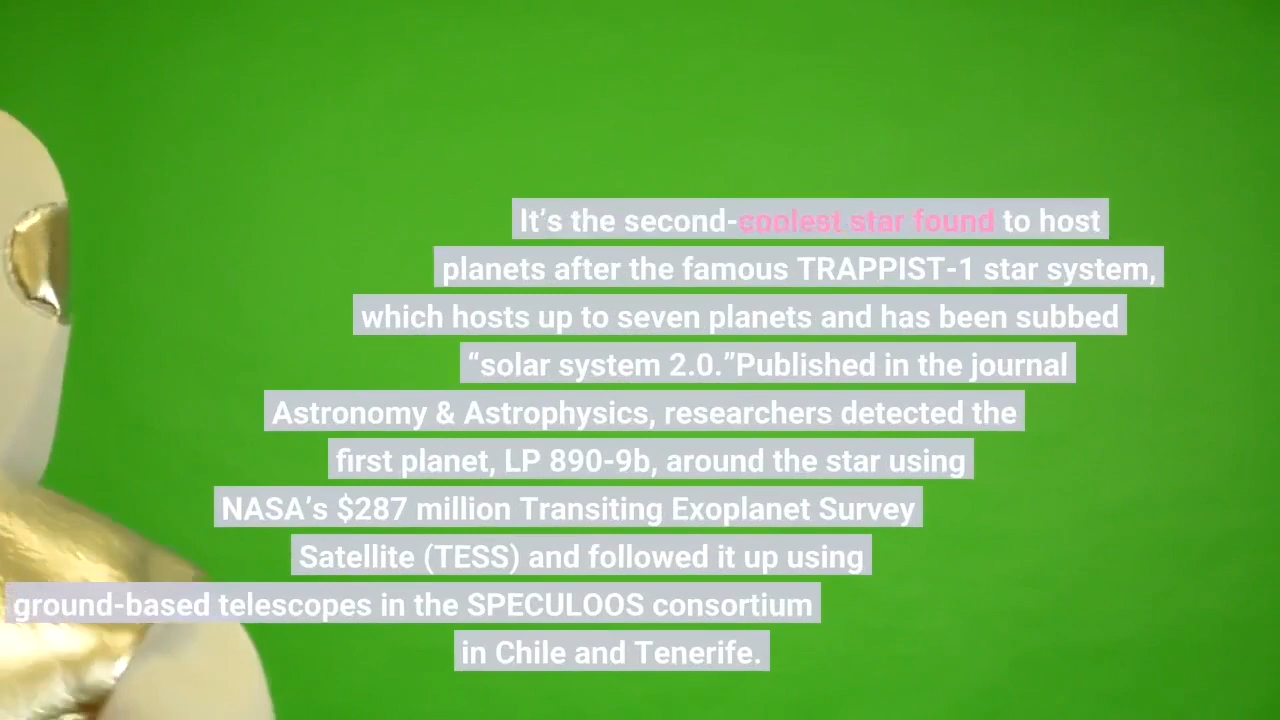 It’s the second-coolest star found to host
planets after the famous TRAPPIST-1 star system,
which hosts up to seven planets and has been subbed
“solar system 2.0.”Published in the journal
Astronomy & Astrophysics, researchers detected the
first planet, LP 890-9b, around the star using
NASA’s $287 million Transiting Exoplanet Survey
Satellite (TESS) and followed it up using
ground-based telescopes in the SPECULOOS consortium
in Chile and Tenerife.